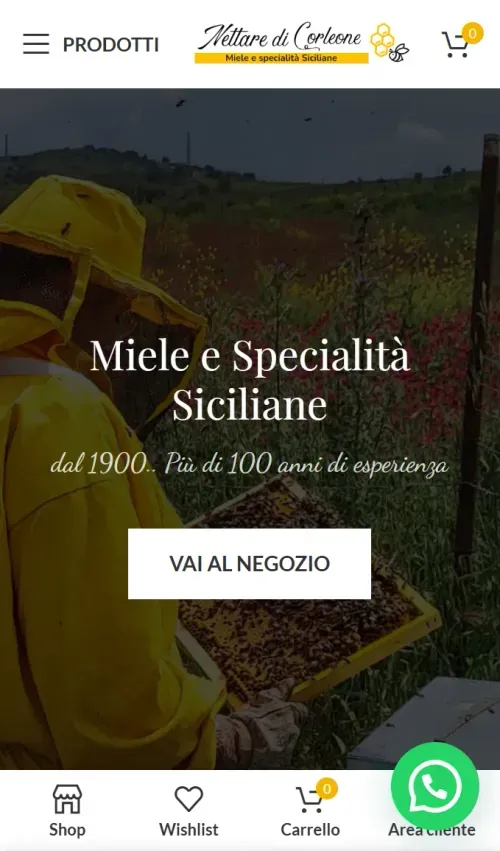 PRODOTTI
Nettare di Corleone
Miele e specialità Siciliane
0
Miele e Specialità
Siciliane
dal 1900.. Più di 100 anni di esperienza
VAI AL NEGOZIO
0
Shop
Wishlist
Carrello
Area cliente